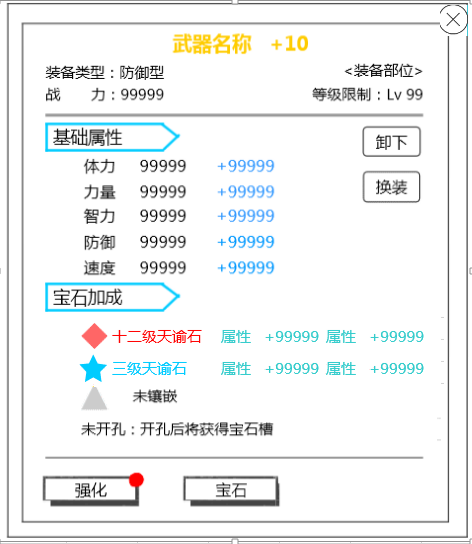 武器名称 +10
装备类型：防御型 <装备部位>
战 力：99999 等级限制：Lv 99
基础属性
卸下
体力 99999 +99999
换装
力量 99999 +99999
智力 99999 +99999
防御 99999 +99999
速度 99999 +99999
宝石加成
十二级天谕石 属性 +99999 属性 +99999
三级天谕石 属性 +99999 属性 +99999
未镶嵌
未开孔：开孔后将获得宝石槽
强化 宝石